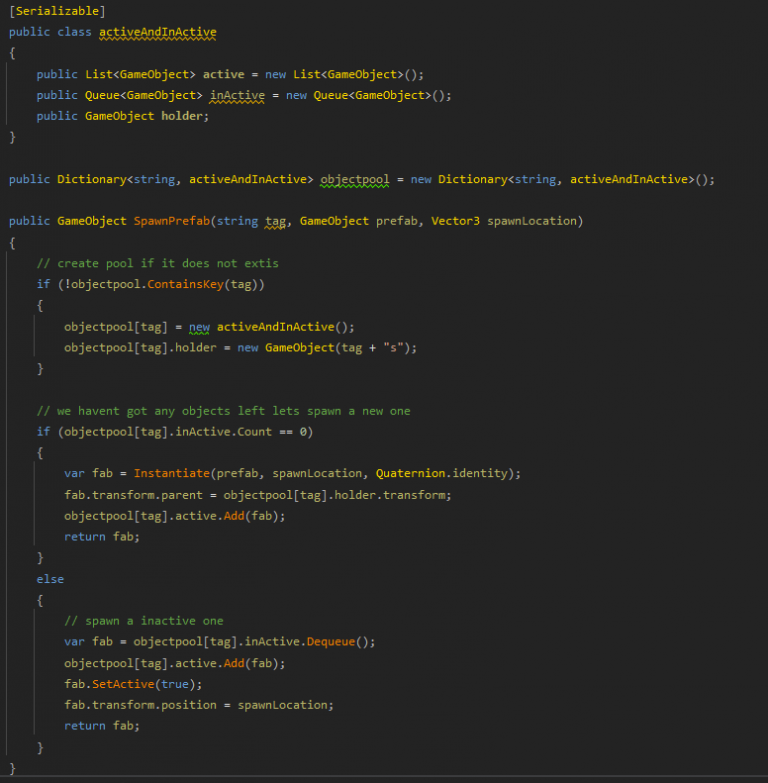 [Serializable]
public class activeAndInActive
{
public List<GameObject> active = new List<GameObject>();
public Queue<GameObject> inActive = new Queue<GameObject>();
public GameObject holder;
}
public Dictionary<string, activeAndInActive> objectpool = new Dictionary<string, activeAndInActive>();
public GameObject SpawnPrefab(string tag, GameObject prefab, Vector3 spawnLocation)
{
// create pool if it does not extis
if (!objectpool.ContainsKey(tag))
{
objectpool[tag] = new activeAndInActive();
objectpool[tag].holder = new GameObject(tag + "s");
}
// we havent got any objects left lets spawn a new one
if (objectpool[tag].inActive.Count == 0)
{
var fab = Instantiate(prefab, spawnLocation, Quaternion.identity);
fab.transform.parent = objectpool[tag].holder.transform;
objectpool[tag].active.Add(fab);
return fab;
}
else
{
// spawn a inactive one
var fab = objectpool[tag].inActive.Dequeue();
objectpool[tag].active.Add(fab);
fab.SetActive(true);
fab.transform.position = spawnLocation;
return fab;
}
}